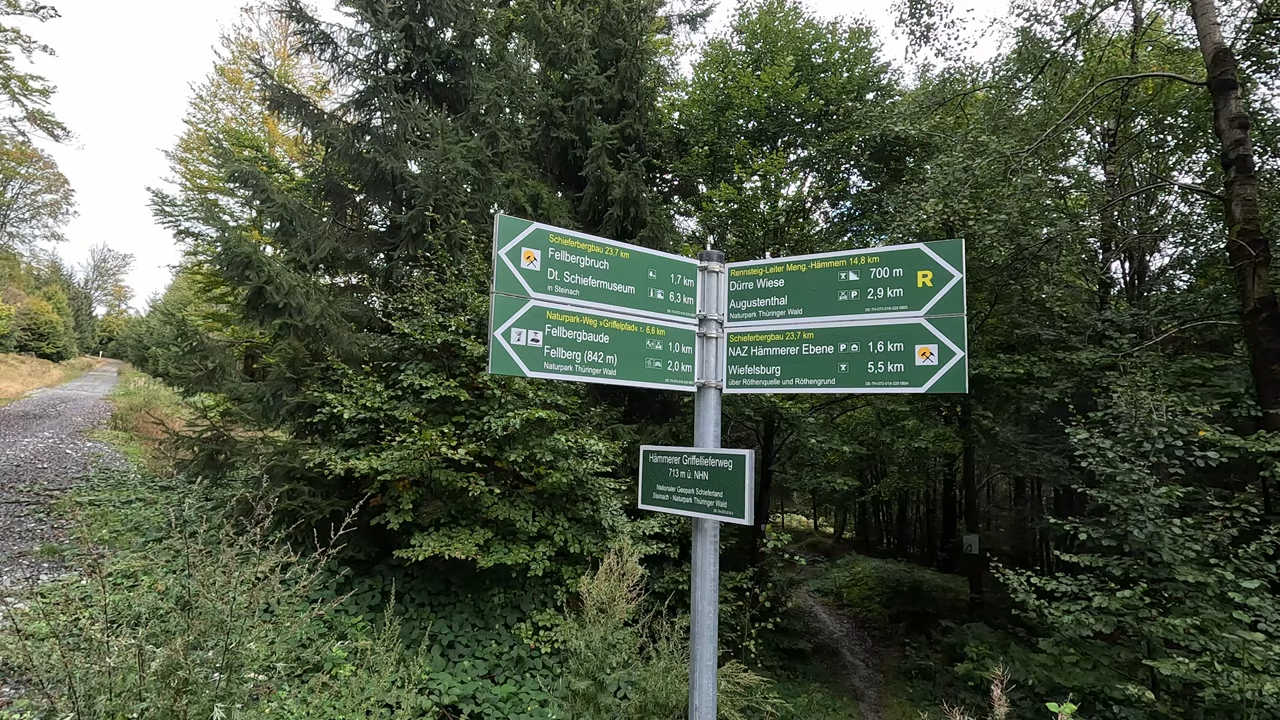 Schieferbergbau 23,7 km
Fellbergbruch 1,7 km
Dt. Schiefermuseum 6,3 km
in Steinach
Naturpark-Weg »Griffelpfad« 6,6 km
Fellbergbaude 1,0 km
Fellberg (842 m) 2,0 km
Naturpark Thüringer Wald
Rennsteig-Leiter Meng.-Hämmern 14,8 km
Dürre Wiese 700 m
R
Augustenthal P 2,9 km
Naturpark Thüringer Wald
Schieferbergbau 23,7 km
NAZ Hämmerer Ebene P 1,6 km
Wiefelsburg 5,5 km
über Röthenquelle und Röthengrund
Hämmerer Griffellieferweg
713 m ü. NHN
Nationaler Geopark Schieferland
Steinach - Naturpark Thüringer Wald